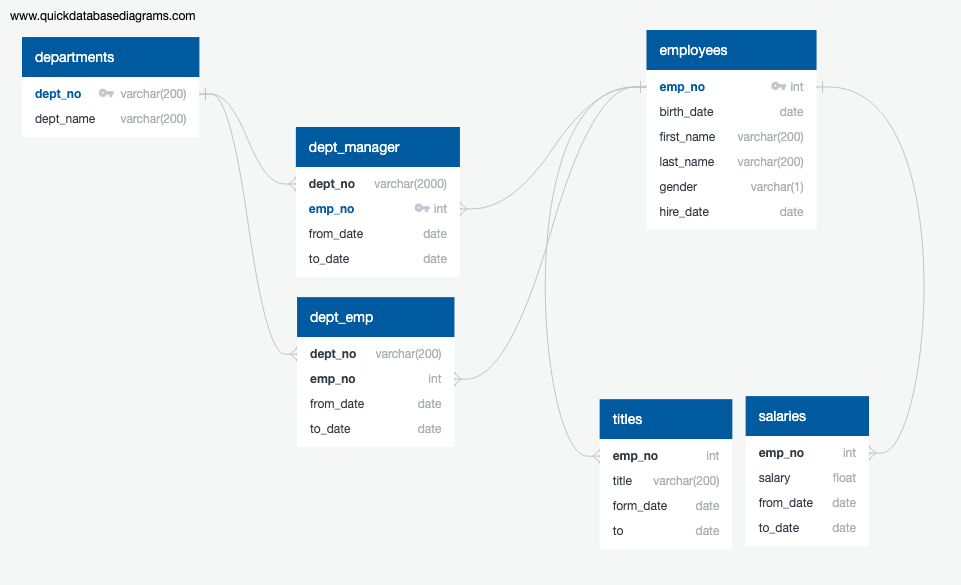 www.quickdatabasediagrams.com
departments
dept_no varchar(200)
dept_name varchar(200)
dept_manager
dept_no varchar(2000)
emp_no int
from_date date
to_date date
dept_emp
dept_no varchar(200)
emp_no int
from_date date
to_date date
employees
emp_no int
birth_date date
first_name varchar(200)
last_name varchar(200)
gender varchar(1)
hire_date date
titles
emp_no int
title varchar(200)
form_date date
to date
salaries
emp_no int
salary float
from_date date
to_date date